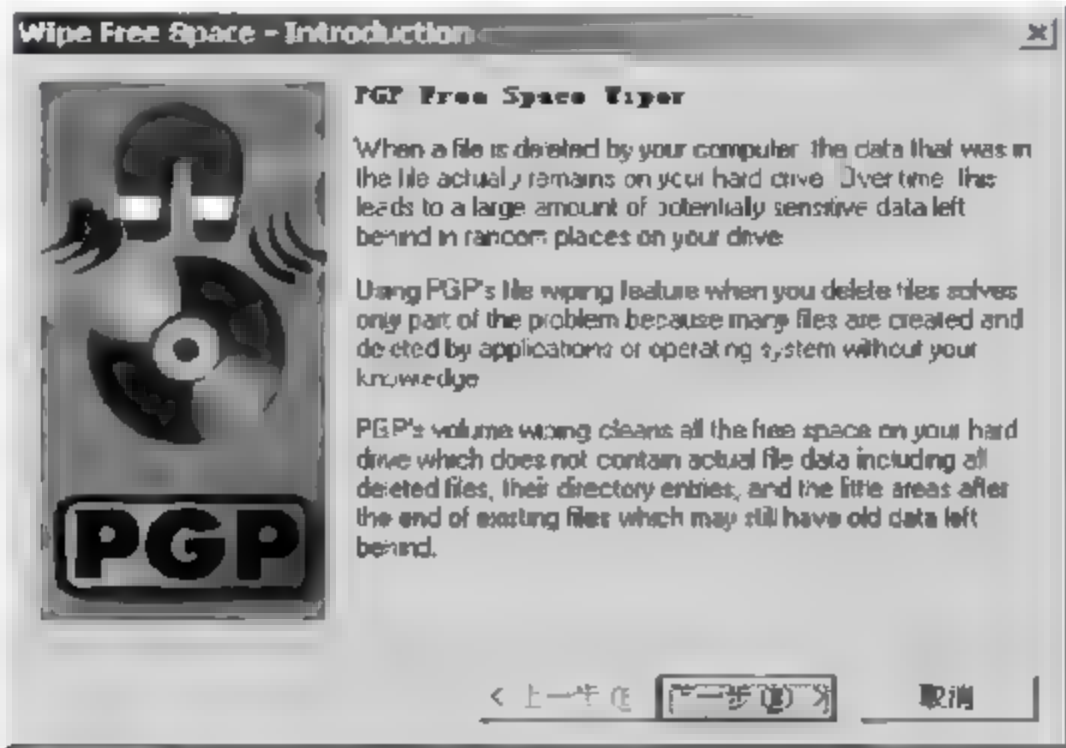 Wipe Free Space - Introduction
PGP Free Space Wiper
When a file is deleted by your computer, the data that was in
the file actually remains on your hard drive. Over time, this
leads to a large amount of potentially sensitive data left
behind in random places on your drive.
Using PGP's file wiping feature when you delete files solves
only part of the problem because many files are created and
deleted by applications or operating system without your
knowledge.
PGP's volume wiping cleans all the free space on your hard
drive which does not contain actual file data including all
deleted files, their directory entries, and the little areas after
the end of existing files which may still have old data left
behind.
PGP
< 上一步 下一步 > 取消